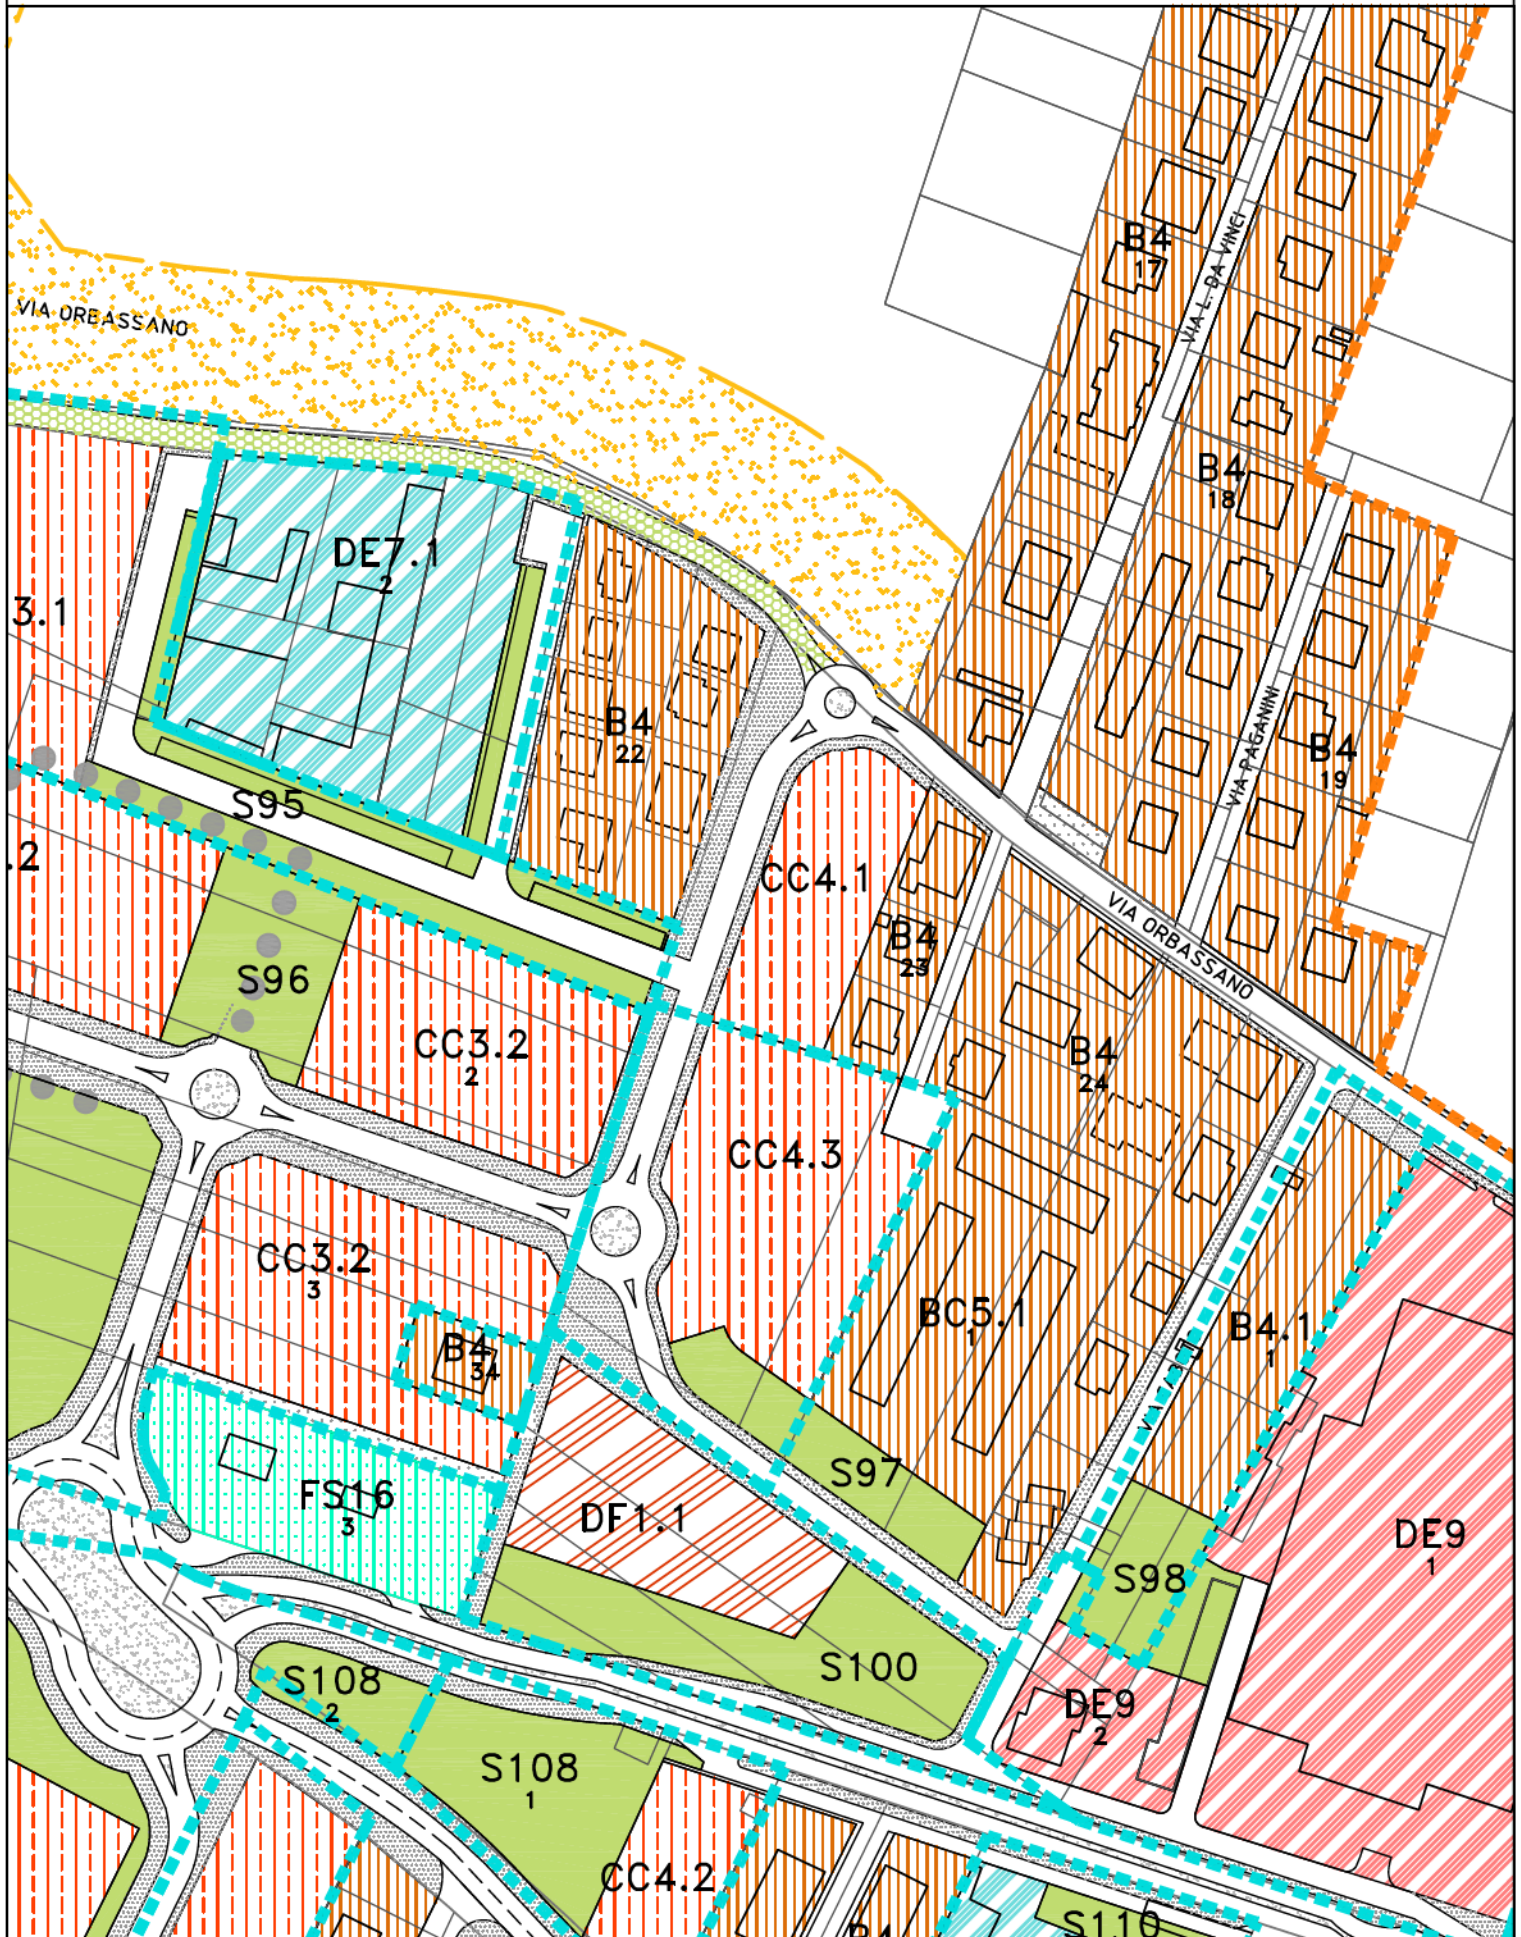 B4
17
VIA L. DA VINCI
VIA ORBASSANO
B4
18
DE7.1
2
3.1
B4
22
VIA PAGANINI
B4
19
S95
.2
CC4.1
B4
23
VIA ORBASSANO
S96
CC3.2
2
B4
24
CC4.3
CC3.2
3
BC5.1
1
B4.1
1
B4
34
FS16
3
DF1.1
S97
DE9
1
S98
S100
S108
2
DE9
2
S108
1
CC4.2
S110
B4